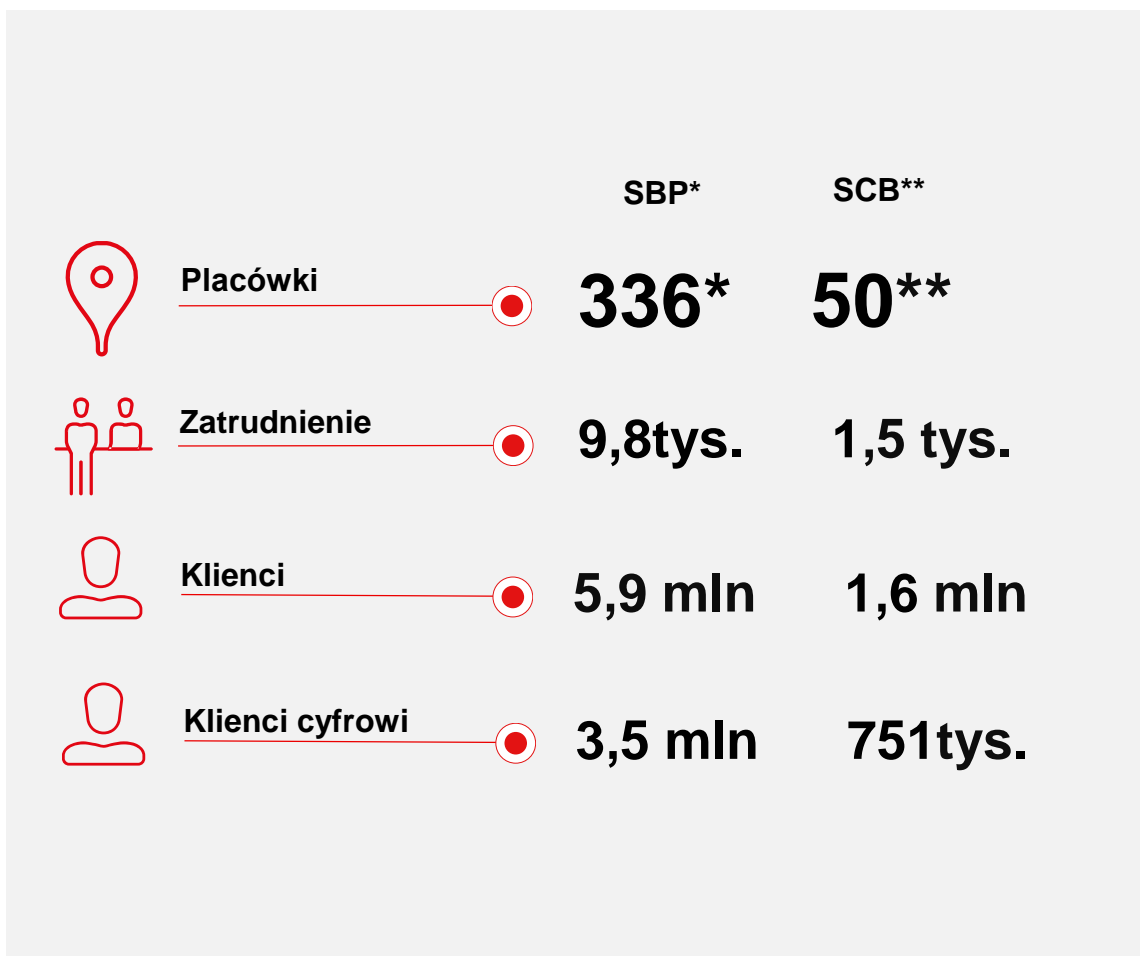 SBP* SCB**
Placówki 336* 50**
Zatrudnienie 9,8tys. 1,5 tys.
Klienci 5,9 mln 1,6 mln
Klienci cyfrowi 3,5 mln 751tys.